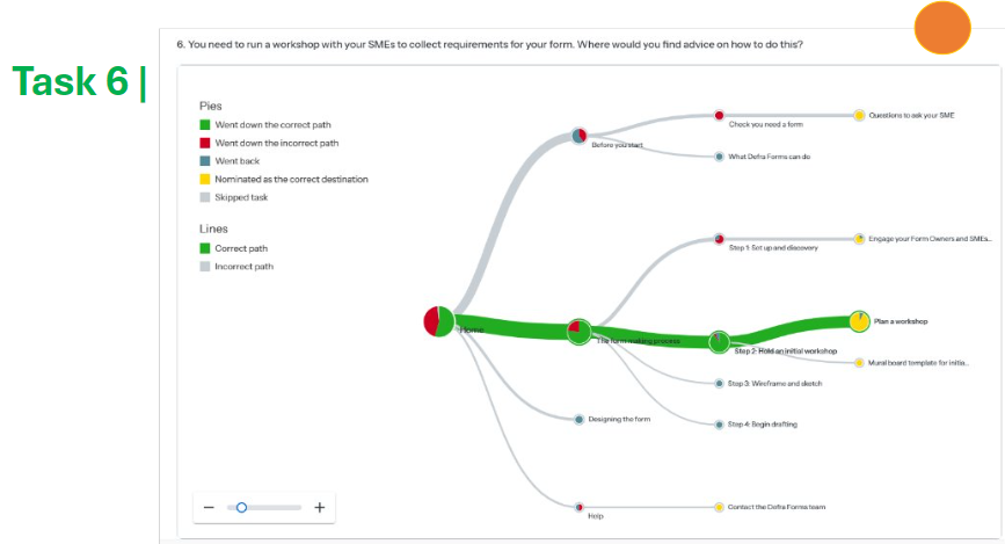 6. You need to run a workshop with your SMEs to collect requirements for your form. Where would you find advice on how to do this?
Task 6 |
Pies
Went down the correct path
Went down the incorrect path
Went back
Nominated as the correct destination
Skipped task
Lines
Correct path
Incorrect path
Home
Before you start
Check you need a form
Questions to ask your SME
What Defra Forms can do
The form making process
Step 1: Set up and discovery
Engage your Form Owners and SMEs...
Step 2: Hold an initial workshop
Plan a workshop
Mural board template for initia...
Step 3: Wireframe and sketch
Step 4: Begin drafting
Designing the form
Help
Contact the Defra Forms team